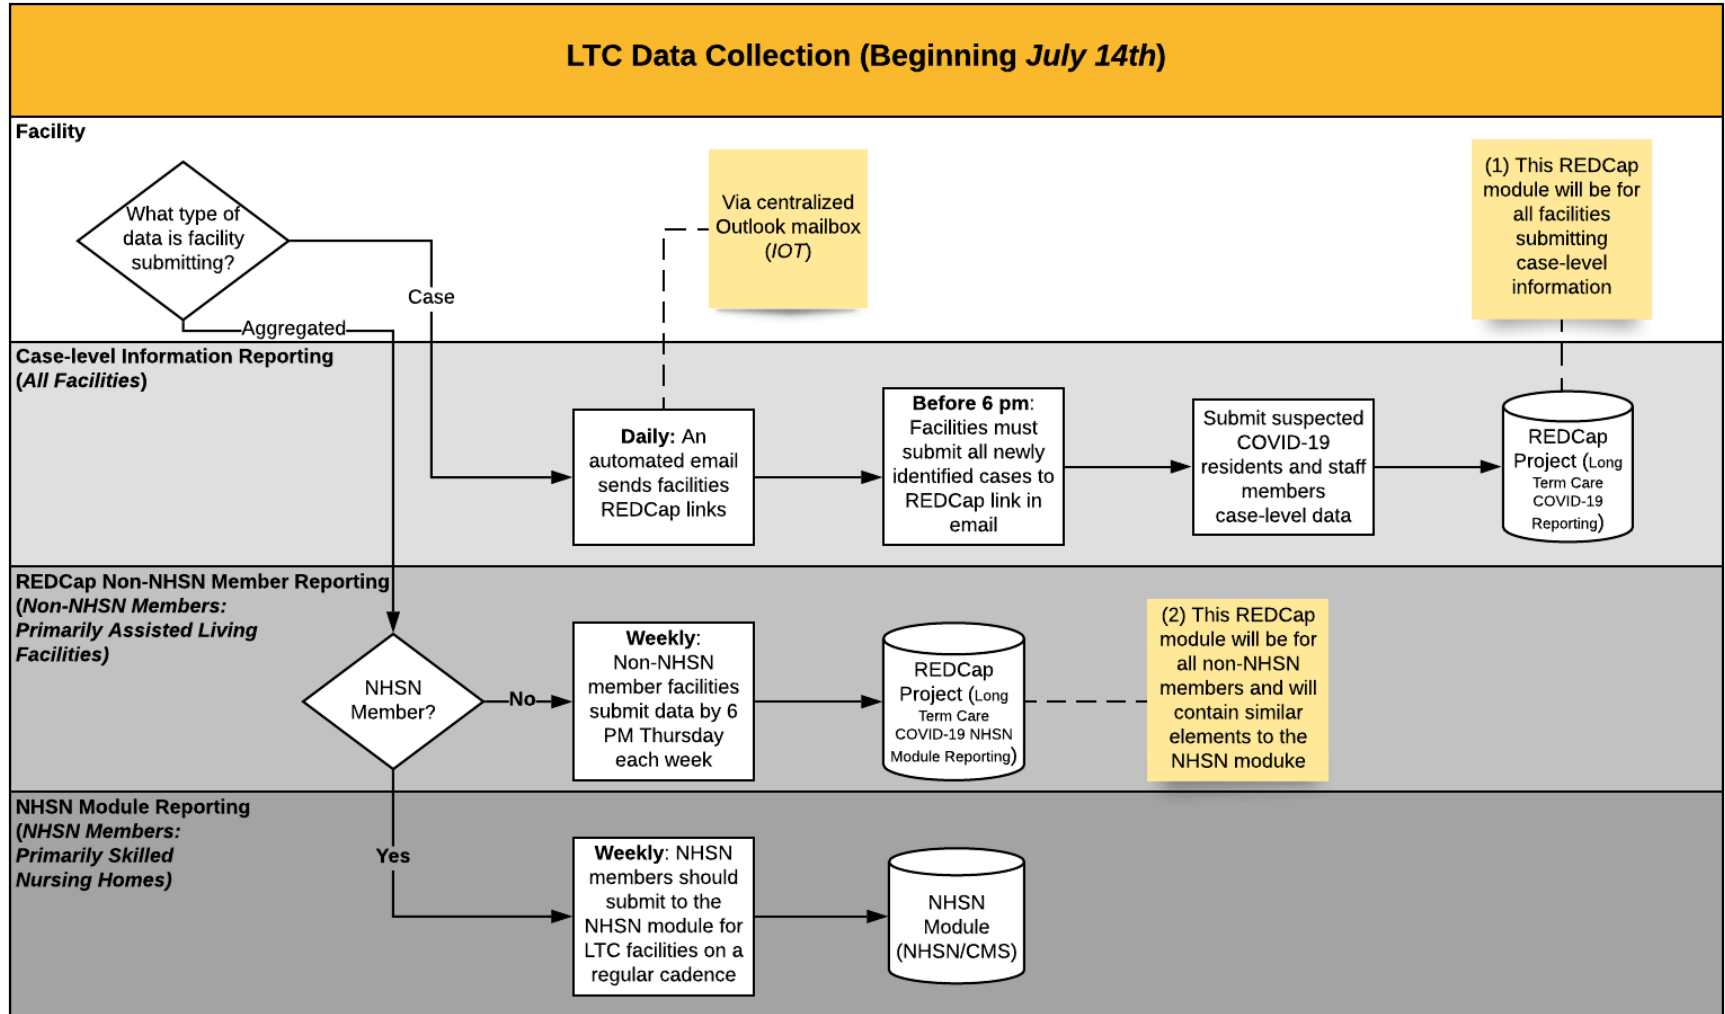 LTC Data Collection (Beginning July 14th)
Facility
What type of
data is facility
submitting?
Case
Aggregated
Via centralized
Outlook mailbox
(IOT)
(1) This REDCap
module will be for
all facilities
submitting
case-level
information
Case-level Information Reporting
(All Facilities)
Daily: An
automated email
sends facilities
REDCap links
Before 6 pm:
Facilities must
submit all newly
identified cases to
REDCap link in
email
Submit suspected
COVID-19
residents and staff
members
case-level data
REDCap
Project (Long
Term Care
COVID-19
Reporting)
REDCap Non-NHSN Member Reporting
(Non-NHSN Members:
Primarily Assisted Living
Facilities)
NHSN
Member?
No
Weekly:
Non-NHSN
member facilities
submit data by 6
PM Thursday
each week
REDCap
Project (Long
Term Care
COVID-19 NHSN
Module Reporting)
(2) This REDCap
module will be for
all non-NHSN
members and will
contain similar
elements to the
NHSN moduke
NHSN Module Reporting
(NHSN Members:
Primarily Skilled
Nursing Homes)
Yes
Weekly: NHSN
members should
submit to the
NHSN module for
LTC facilities on a
regular cadence
NHSN
Module
(NHSN/CMS)